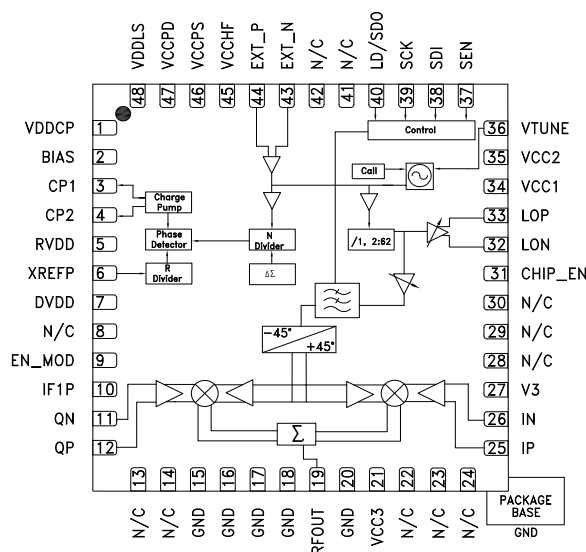 VDDLS
VCCPD
VCCPS
VCCHF
EXT_P
EXT_N
N/C
N/C
LD/SDO
SCK
SDI
SEN
48
47
46
45
44
43
42
41
40
39
38
37
VDDCP 1
BIAS 2
CP1 3
CP2 4
RVDD 5
XREFP 6
DVDD 7
N/C 8
EN_MOD 9
IF1P 10
QN 11
QP 12
36 VTUNE
35 VCC2
34 VCC1
33 LOP
32 LON
31 CHIP_EN
30 N/C
29 N/C
28 N/C
27 V3
26 IN
25 IP
Control
Call
Charge
Pump
Phase
Detector
R
Divider
N
Divider
ΔΣ
/1, 2:62
-45°
+45°
Σ
13
14
15
16
17
18
19
20
21
22
23
24
N/C
N/C
GND
GND
GND
GND
RFOUT
GND
VCC3
N/C
N/C
N/C
PACKAGE
BASE
GND